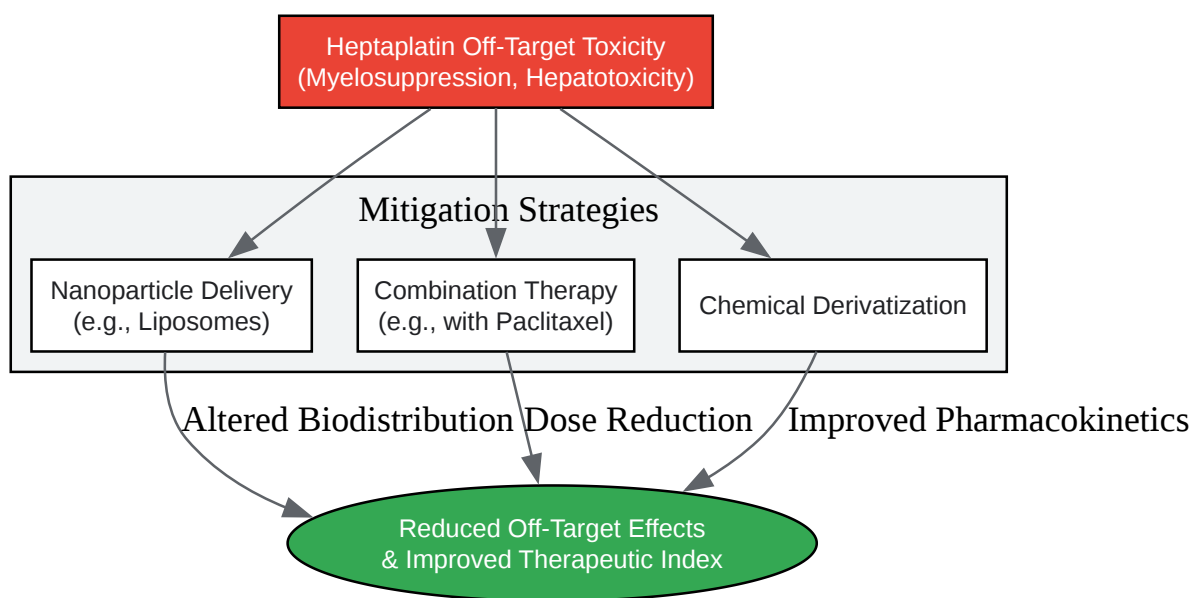 Heptaplatin Off-Target Toxicity
(Myelosuppression, Hepatotoxicity)
Mitigation Strategies
Nanoparticle Delivery
(e.g., Liposomes)
Combination Therapy
(e.g., with Paclitaxel)
Chemical Derivatization
Altered Biodistribution
Dose Reduction
Improved Pharmacokinetics
Reduced Off-Target Effects
& Improved Therapeutic Index